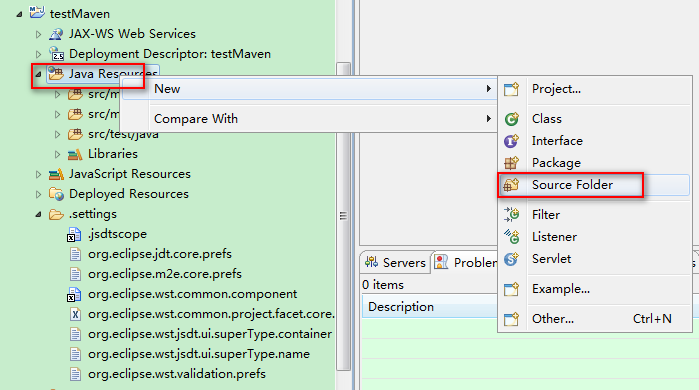 testMaven
JAX-WS Web Services
Deployment Descriptor: testMaven
Java Resources
src/m
src/m
src/test/java
Libraries
JavaScript Resources
Deployed Resources
.settings
.jsdtscope
org.eclipse.jdt.core.prefs
org.eclipse.m2e.core.prefs
org.eclipse.wst.common.component
org.eclipse.wst.common.project.facet.core.
org.eclipse.wst.jsdt.ui.superType.container
org.eclipse.wst.jsdt.ui.superType.name
org.eclipse.wst.validation.prefs
New
Compare With
Project...
Class
Interface
Package
Source Folder
Filter
Listener
Servlet
Example...
Other... Ctrl+N
Servers Problem
0 items
Description